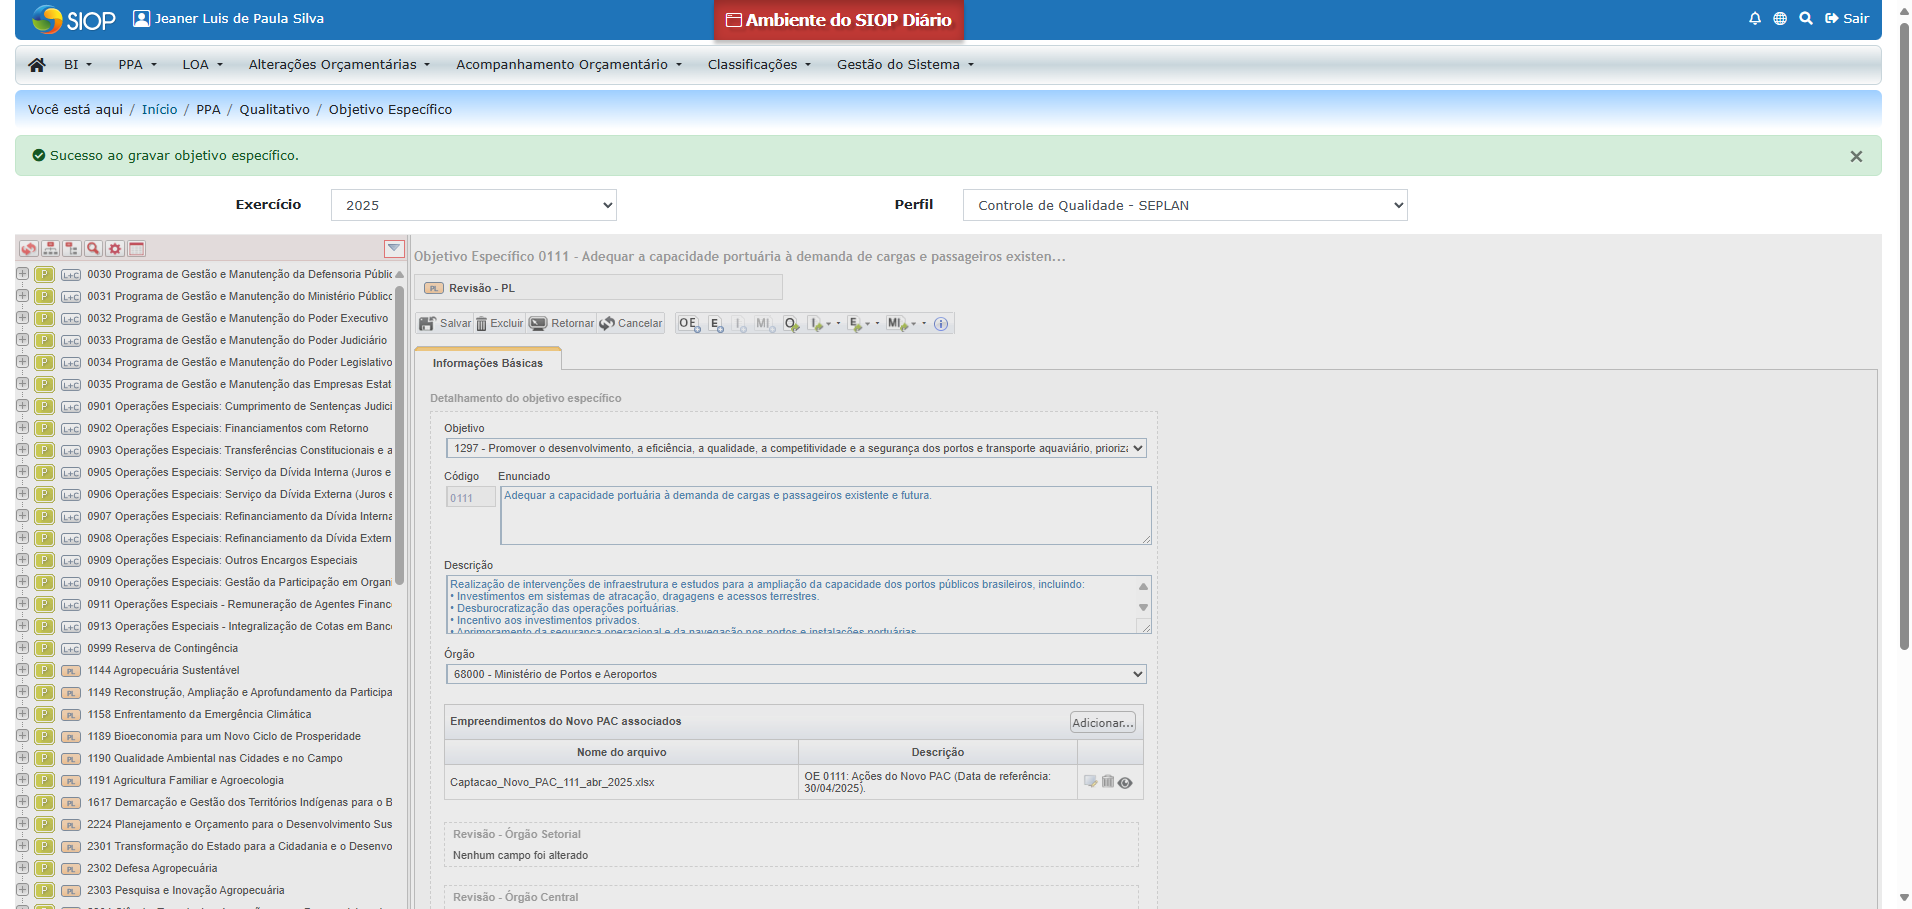 SIOP
Jeaner Luis de Paula Silva
Ambiente do SIOP Diário
Sair
BI
PPA
LOA
Alterações Orçamentárias
Acompanhamento Orçamentário
Classificações
Gestão do Sistema
Você está aqui / Início / PPA / Qualitativo / Objetivo Específico
Sucesso ao gravar objetivo específico.
Exercício
2025
Perfil
Controle de Qualidade - SEPLAN
P L+C 0030 Programa de Gestão e Manutenção da Defensoria Públic
P L+C 0031 Programa de Gestão e Manutenção do Ministério Público
P L+C 0032 Programa de Gestão e Manutenção do Poder Executivo
P L+C 0033 Programa de Gestão e Manutenção do Poder Judiciário
P L+C 0034 Programa de Gestão e Manutenção do Poder Legislativo
P L+C 0035 Programa de Gestão e Manutenção das Empresas Estat
P L+C 0901 Operações Especiais: Cumprimento de Sentenças Judici
P L+C 0902 Operações Especiais: Financiamentos com Retorno
P L+C 0903 Operações Especiais: Transferências Constitucionais e a
P L+C 0905 Operações Especiais: Serviço da Dívida Interna (Juros e
P L+C 0906 Operações Especiais: Serviço da Dívida Externa (Juros e
P L+C 0907 Operações Especiais: Refinanciamento da Dívida Interna
P L+C 0908 Operações Especiais: Refinanciamento da Dívida Extern
P L+C 0909 Operações Especiais: Outros Encargos Especiais
P L+C 0910 Operações Especiais: Gestão da Participação em Organi
P L+C 0911 Operações Especiais - Remuneração de Agentes Financ
P L+C 0913 Operações Especiais - Integralização de Cotas em Banc
P L+C 0999 Reserva de Contingência
P PL 1144 Agropecuária Sustentável
P PL 1149 Reconstrução, Ampliação e Aprofundamento da Participa
P PL 1158 Enfrentamento da Emergência Climática
P PL 1189 Bioeconomia para um Novo Ciclo de Prosperidade
P PL 1190 Qualidade Ambiental nas Cidades e no Campo
P PL 1191 Agricultura Familiar e Agroecologia
P PL 1617 Demarcação e Gestão dos Territórios Indígenas para o B
P PL 2224 Planejamento e Orçamento para o Desenvolvimento Sus
P PL 2301 Transformação do Estado para a Cidadania e o Desenvo
P PL 2302 Defesa Agropecuária
P PL 2303 Pesquisa e Inovação Agropecuária
Objetivo Específico 0111 - Adequar a capacidade portuária à demanda de cargas e passageiros existen...
PL Revisão - PL
Salvar Excluir Retornar Cancelar OE E I MI O I E MI
Informações Básicas
Detalhamento do objetivo específico
Objetivo
1297 - Promover o desenvolvimento, a eficiência, a qualidade, a competitividade e a segurança dos portos e transporte aquaviário, prioriza
Código Enunciado
0111
Adequar a capacidade portuária à demanda de cargas e passageiros existente e futura.
Descrição
Realização de intervenções de infraestrutura e estudos para a ampliação da capacidade dos portos públicos brasileiros, incluindo:
• Investimentos em sistemas de atracação, dragagens e acessos terrestres.
• Desburocratização das operações portuárias.
• Incentivo aos investimentos privados.
• Aprimoramento da segurança operacional e da navegação nos portos e instalações portuárias.
Órgão
68000 - Ministério de Portos e Aeroportos
Empreendimentos do Novo PAC associados
Adicionar...
Nome do arquivo
Descrição
Captacao_Novo_PAC_111_abr_2025.xlsx
OE 0111: Ações do Novo PAC (Data de referência:
30/04/2025).
Revisão - Órgão Setorial
Nenhum campo foi alterado
Revisão - Órgão Central